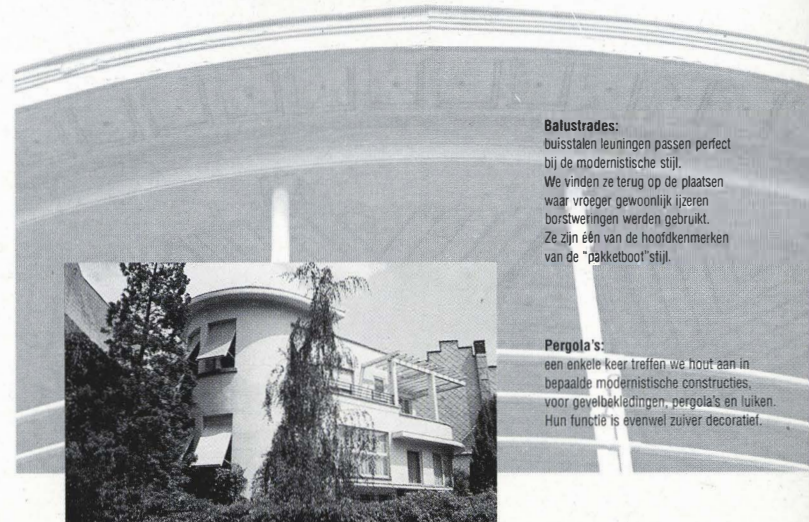 Balustrades:
buisstalen leuningen passen perfect
bij de modernistische stijl.
We vinden ze terug op de plaatsen
waar vroeger gewoonlijk ijzeren
borstweringen werden gebruikt.
Ze zijn één van de hoofdkenmerken
van de "pakketboot"stijl.
Pergola's:
een enkele keer treffen we hout aan in
bepaalde modernistische constructies,
voor gevelbekledingen, pergola's en luiken.
Hun functie is evenwel zuiver decoratief.